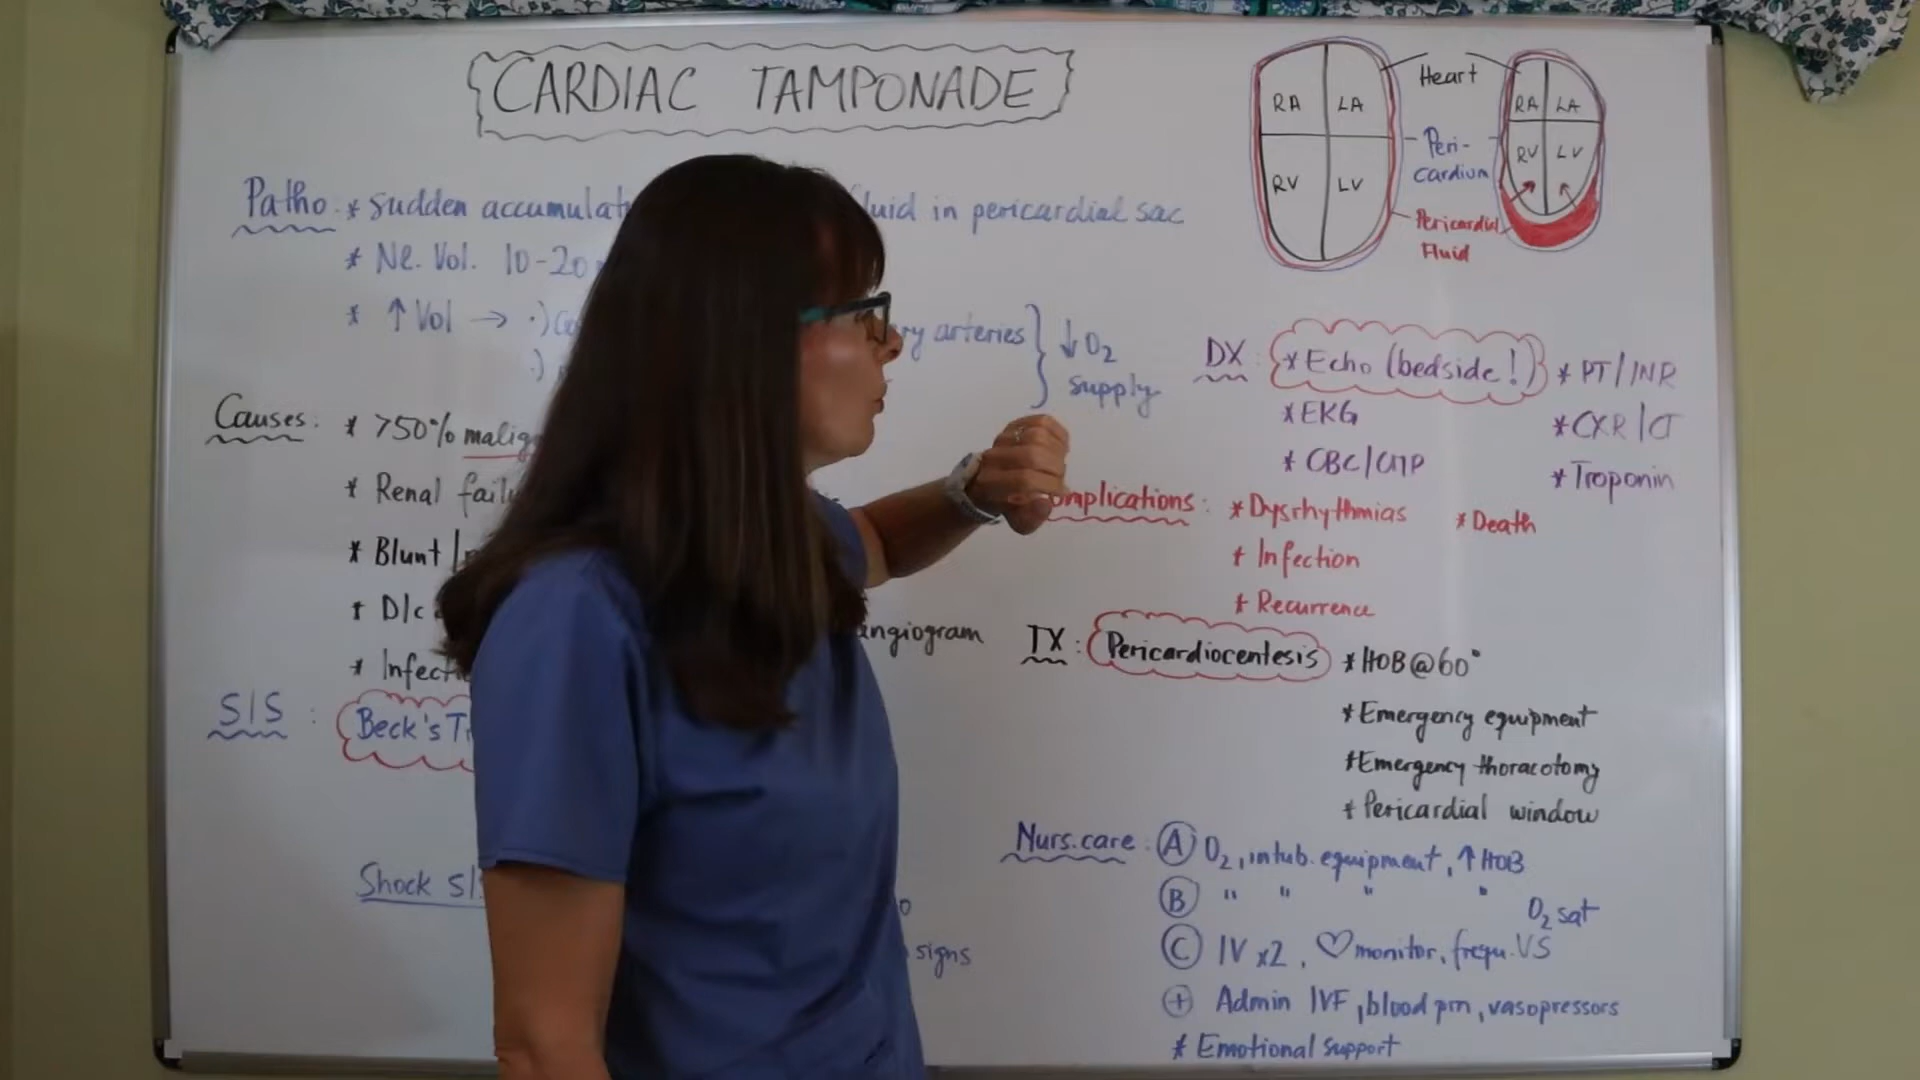 CARDIAC TAMPONADE
Patho: * sudden accumulat fluid in pericardial sac
* Nl. Vol. 10-20
* ↑ Vol → ·)
ry arteries } ↓ O2
·) supply
Causes: * >50% malig
* Renal failu
* Blunt
* D/c angiogram
* Infect
S/S : Beck's Tr
Shock s/s
signs
RA LA
RV LV
Heart
Peri-
cardium
Pericardial
Fluid
RA LA
RV LV
DX : * Echo (bedside!) * PT/INR
* EKG * CXR/CT
* CBC/CMP * Troponin
omplications : * Dysrhythmias * Death
* Infection
* Recurrence
TX : Pericardiocentesis * HOB@60°
* Emergency equipment
* Emergency thoracotomy
* Pericardial window
Nurs.care : A O2, intub. equipment, ↑ HOB
B " " " " O2 sat
C IV x2, ♡ monitor, frequ. VS
+ Admin IVF, blood prn, vasopressors
* Emotional support